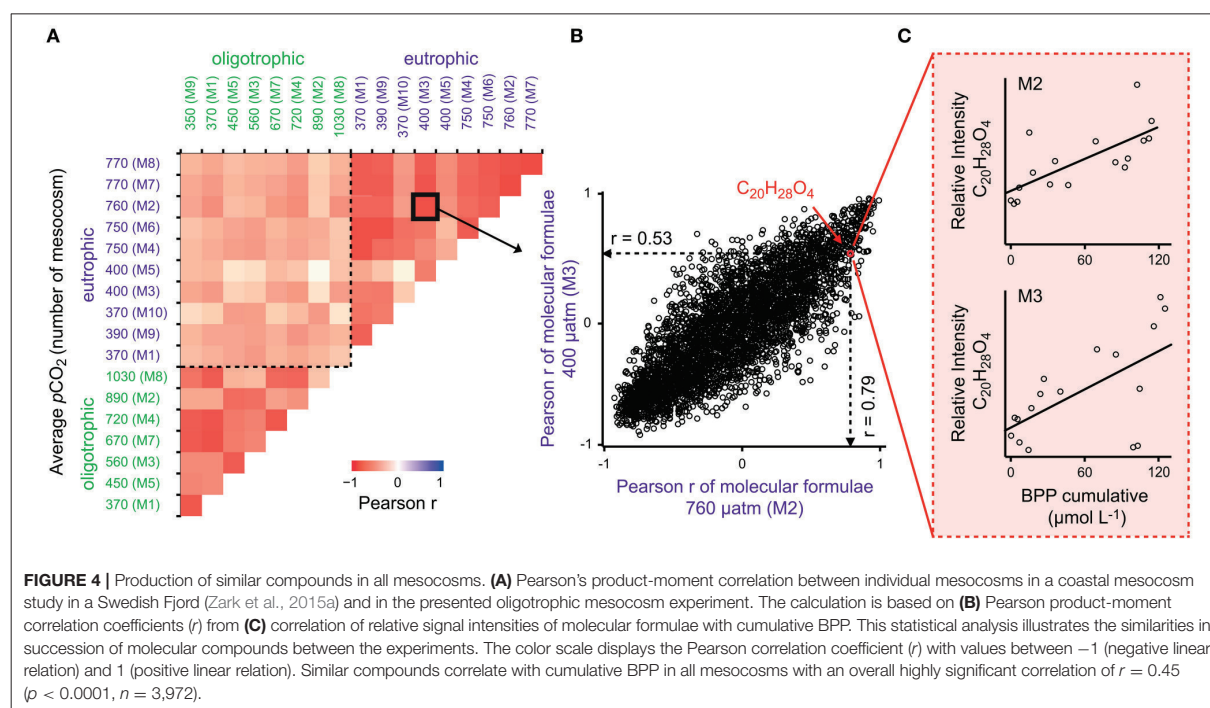 A
B
C
oligotrophic
eutrophic
350 (M9)
370 (M1)
450 (M5)
560 (M3)
670 (M7)
720 (M4)
890 (M2)
1030 (M8)
370 (M1)
390 (M9)
370 (M10)
400 (M3)
400 (M5)
750 (M4)
750 (M6)
760 (M2)
770 (M7)
Average pCO2 (number of mesocosm)
eutrophic
oligotrophic
770 (M8)
770 (M7)
760 (M2)
750 (M6)
750 (M4)
400 (M5)
400 (M3)
370 (M10)
390 (M9)
370 (M1)
1030 (M8)
890 (M2)
720 (M4)
670 (M7)
560 (M3)
450 (M5)
370 (M1)
−1 0 1
Pearson r
Pearson r of molecular formulae
400 µatm (M3)
1
0
-1
C20H28O4
r = 0.53
r = 0.79
-1 0 1
Pearson r of molecular formulae
760 µatm (M2)
M2
Relative Intensity
C20H28O4
0 120
M3
Relative Intensity
C20H28O4
0 120
BPP cumulative
(µmol L-1)
FIGURE 4 | Production of similar compounds in all mesocosms. (A) Pearson's product-moment correlation between individual mesocosms in a coastal mesocosm
study in a Swedish Fjord (Zark et al., 2015a) and in the presented oligotrophic mesocosm experiment. The calculation is based on (B) Pearson product-moment
correlation coefficients (r) from (C) correlation of relative signal intensities of molecular formulae with cumulative BPP. This statistical analysis illustrates the similarities in
succession of molecular compounds between the experiments. The color scale displays the Pearson correlation coefficient (r) with values between −1 (negative linear
relation) and 1 (positive linear relation). Similar compounds correlate with cumulative BPP in all mesocosms with an overall highly significant correlation of r = 0.45
(p < 0.0001, n = 3,972).